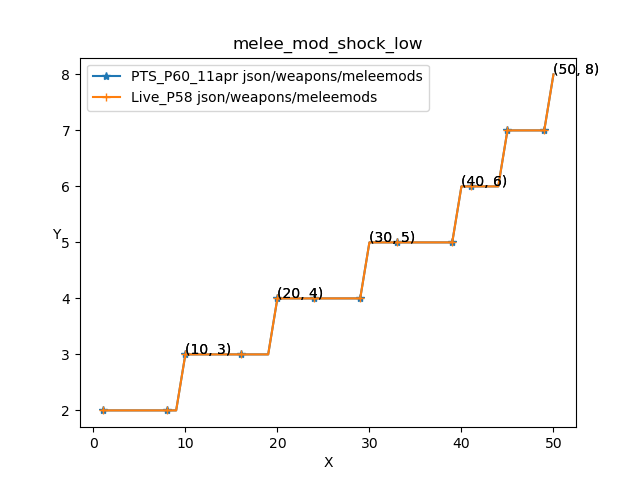 melee_mod_shock_low
PTS_P60_11apr json/weapons/meleemods
Live_P58 json/weapons/meleemods
8
(50, 8)
7
6
(40, 6)
Y
5
(30, 5)
4
(20, 4)
3
(10, 3)
2
0 10 20 30 40 50
X